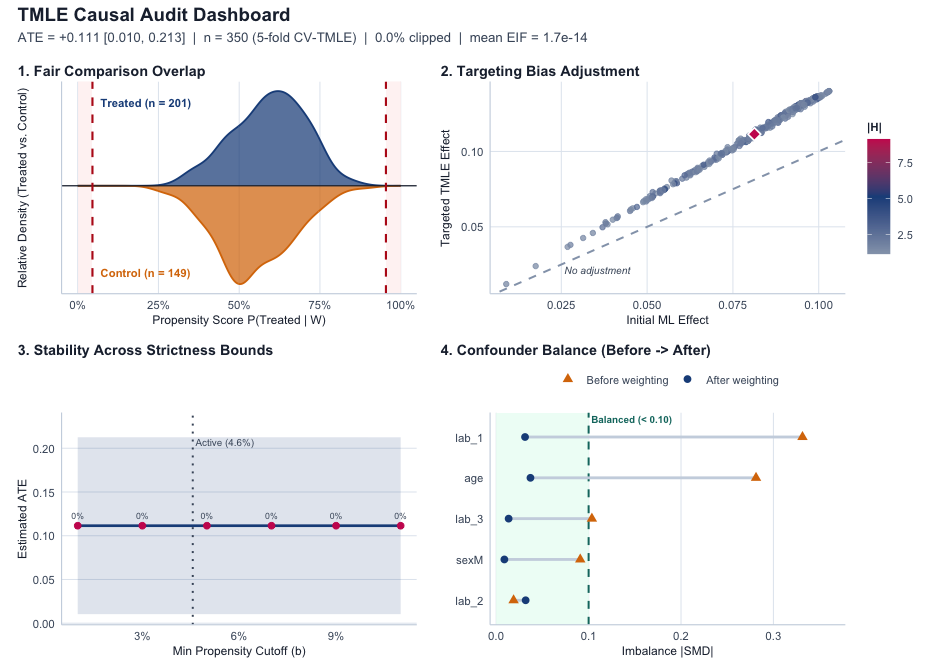 TMLE Causal Audit Dashboard
ATE = +0.111 [0.010, 0.213] | n = 350 (5-fold CV-TMLE) | 0.0% clipped | mean EIF = 1.7e-14
1. Fair Comparison Overlap
Relative Density (Treated vs. Control)
Treated (n = 201)
Control (n = 149)
0% 25% 50% 75% 100%
Propensity Score P(Treated | W)
2. Targeting Bias Adjustment
Targeted TMLE Effect
0.10
0.05
No adjustment
0.025 0.050 0.075 0.100
Initial ML Effect
|H|
7.5
5.0
2.5
3. Stability Across Strictness Bounds
Estimated ATE
0.20
0.15
0.10
0.05
0.00
Active (4.6%)
0% 0% 0% 0% 0% 0%
3% 6% 9%
Min Propensity Cutoff (b)
4. Confounder Balance (Before -> After)
Before weighting After weighting
Balanced (< 0.10)
lab_1
age
lab_3
sexM
lab_2
0.0 0.1 0.2 0.3
Imbalance |SMD|